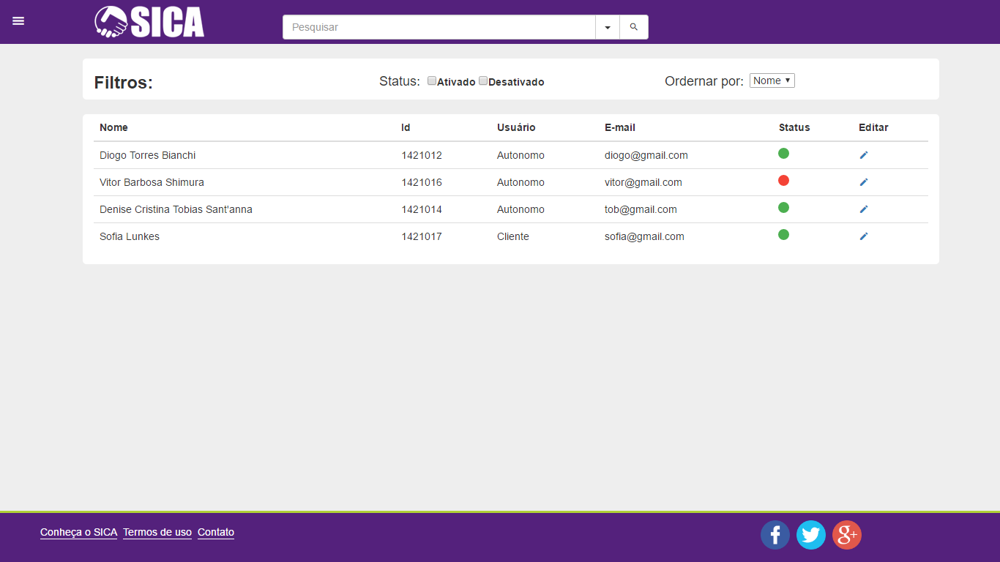 SICA
Pesquisar
Filtros: Status: Ativado Desativado Ordernar por: Nome
Nome Id Usuário E-mail Status Editar
Diogo Torres Bianchi 1421012 Autonomo diogo@gmail.com
Vitor Barbosa Shimura 1421016 Autonomo vitor@gmail.com
Denise Cristina Tobias Sant'anna 1421014 Autonomo tob@gmail.com
Sofia Lunkes 1421017 Cliente sofia@gmail.com
Conheça o SICA Termos de uso Contato
f g+